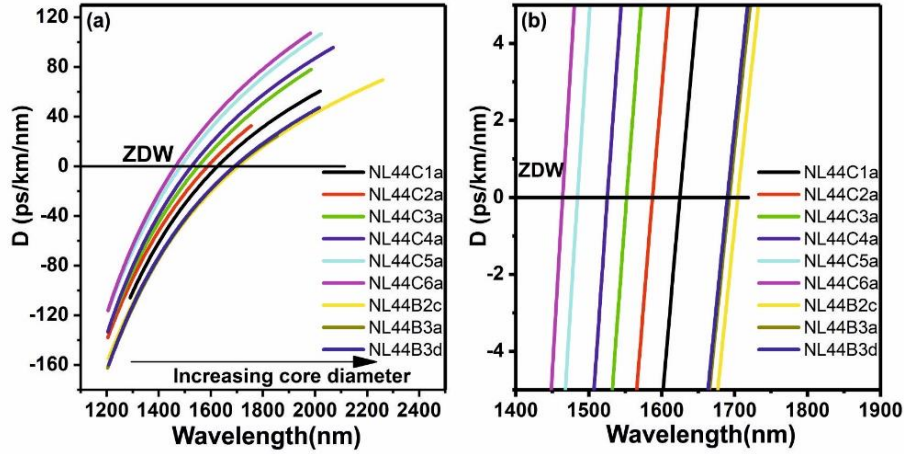 (a)
120
80
40
0
-40
-80
-120
-160
D (ps/km/nm)
ZDW
NL44C1a
NL44C2a
NL44C3a
NL44C4a
NL44C5a
NL44C6a
NL44B2c
NL44B3a
NL44B3d
Increasing core diameter
1200 1400 1600 1800 2000 2200 2400
Wavelength(nm)
(b)
4
2
0
-2
-4
D (ps/km/nm)
ZDW
NL44C1a
NL44C2a
NL44C3a
NL44C4a
NL44C5a
NL44C6a
NL44B2c
NL44B3a
NL44B3d
1400 1500 1600 1700 1800 1900
Wavelength(nm)